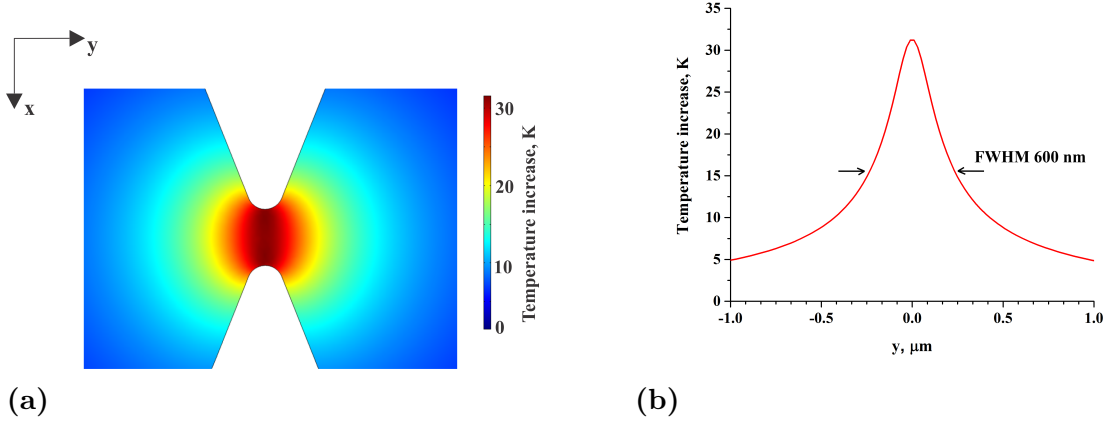 y
x
30
20
10
0
Temperature increase, K
(a)
35
30
25
20
15
10
5
0
Temperature increase, K
FWHM 600 nm
-1.0 -0.5 0.0 0.5 1.0
y, μm
(b)